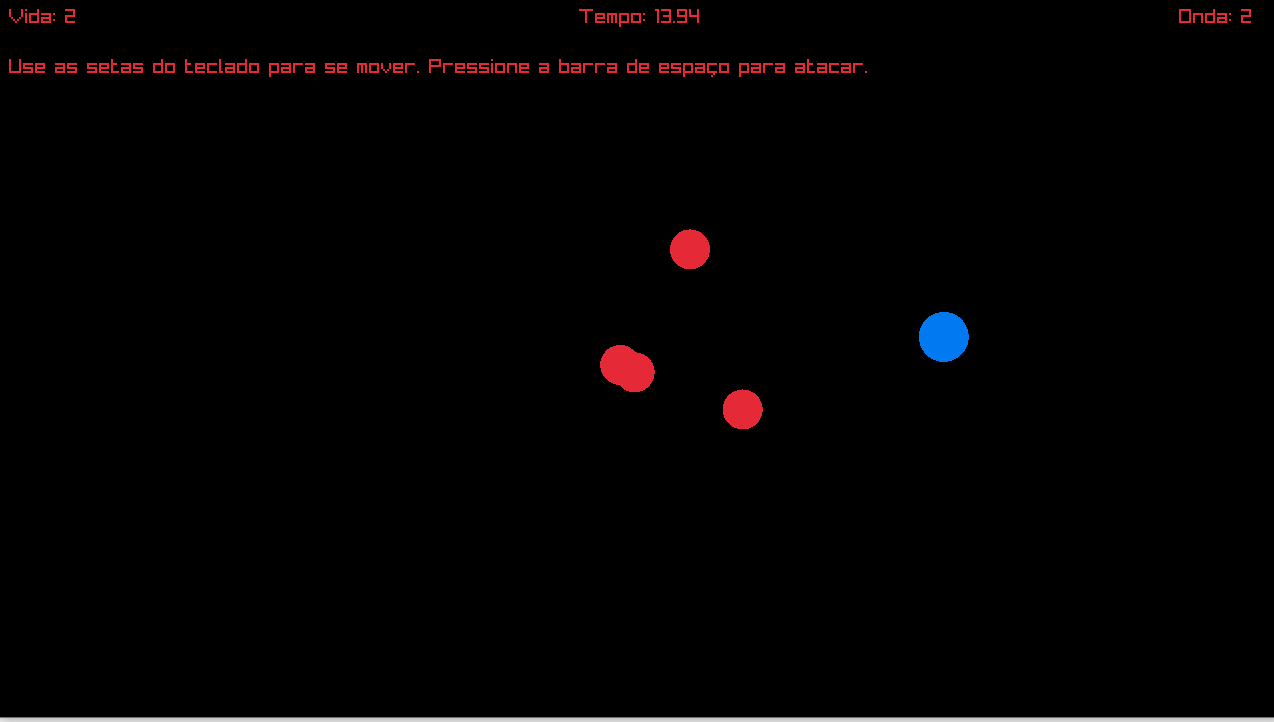 Vida: 2 Tempo: 13.94 Onda: 2
Use as setas do teclado para se mover. Pressione a barra de espaço para atacar.